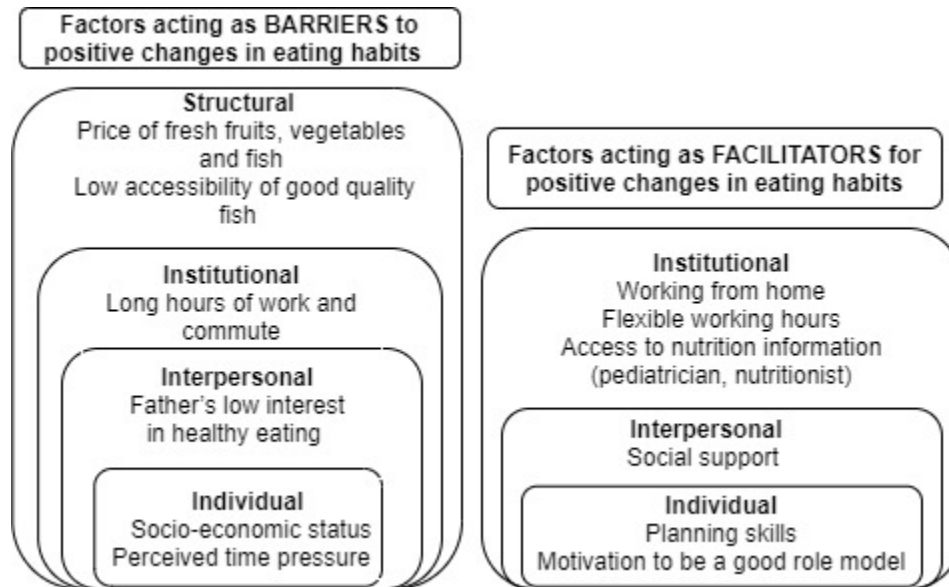 Factors acting as BARRIERS to
positive changes in eating habits
Structural
Price of fresh fruits, vegetables
and fish
Low accessibility of good quality
fish
Institutional
Long hours of work and
commute
Interpersonal
Father's low interest
in healthy eating
Individual
Socio-economic status
Perceived time pressure
Factors acting as FACILITATORS for
positive changes in eating habits
Institutional
Working from home
Flexible working hours
Access to nutrition information
(pediatrician, nutritionist)
Interpersonal
Social support
Individual
Planning skills
Motivation to be a good role model